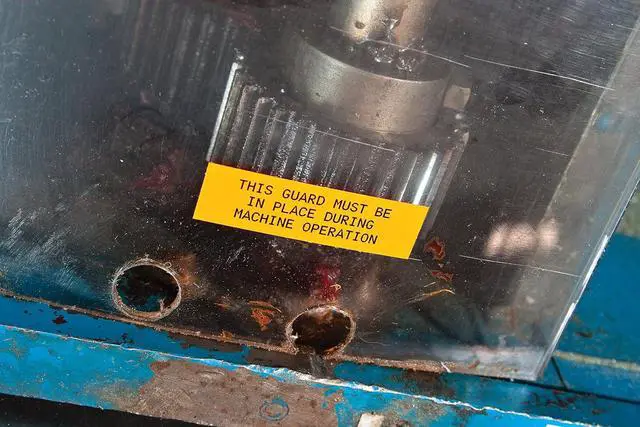 THIS GUARD MUST BE
IN PLACE DURING
MACHINE OPERATION